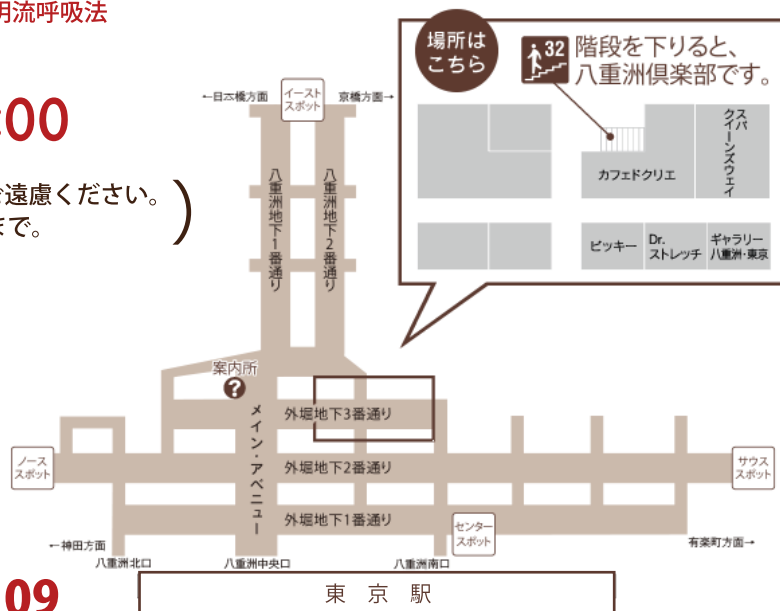 明流呼吸法
:00
遠慮ください。
まで。
)
場所は
こちら
32
階段を下りると、
八重洲倶楽部です。
カフェドクリエ
スパ
クイーンズウェイ
ビッキー
Dr.
ストレッチ
ギャラリー
八重洲・東京
←日本橋方面
イースト
スポット
京橋方面→
八重洲地下1番通り
八重洲地下2番通り
案内所
?
メイン・アベニュー
外堀地下3番通り
外堀地下2番通り
外堀地下1番通り
ノース
スポット
サウス
スポット
センター
スポット
←神田方面
有楽町方面→
八重洲北口
八重洲中央口
八重洲南口
東京駅
09